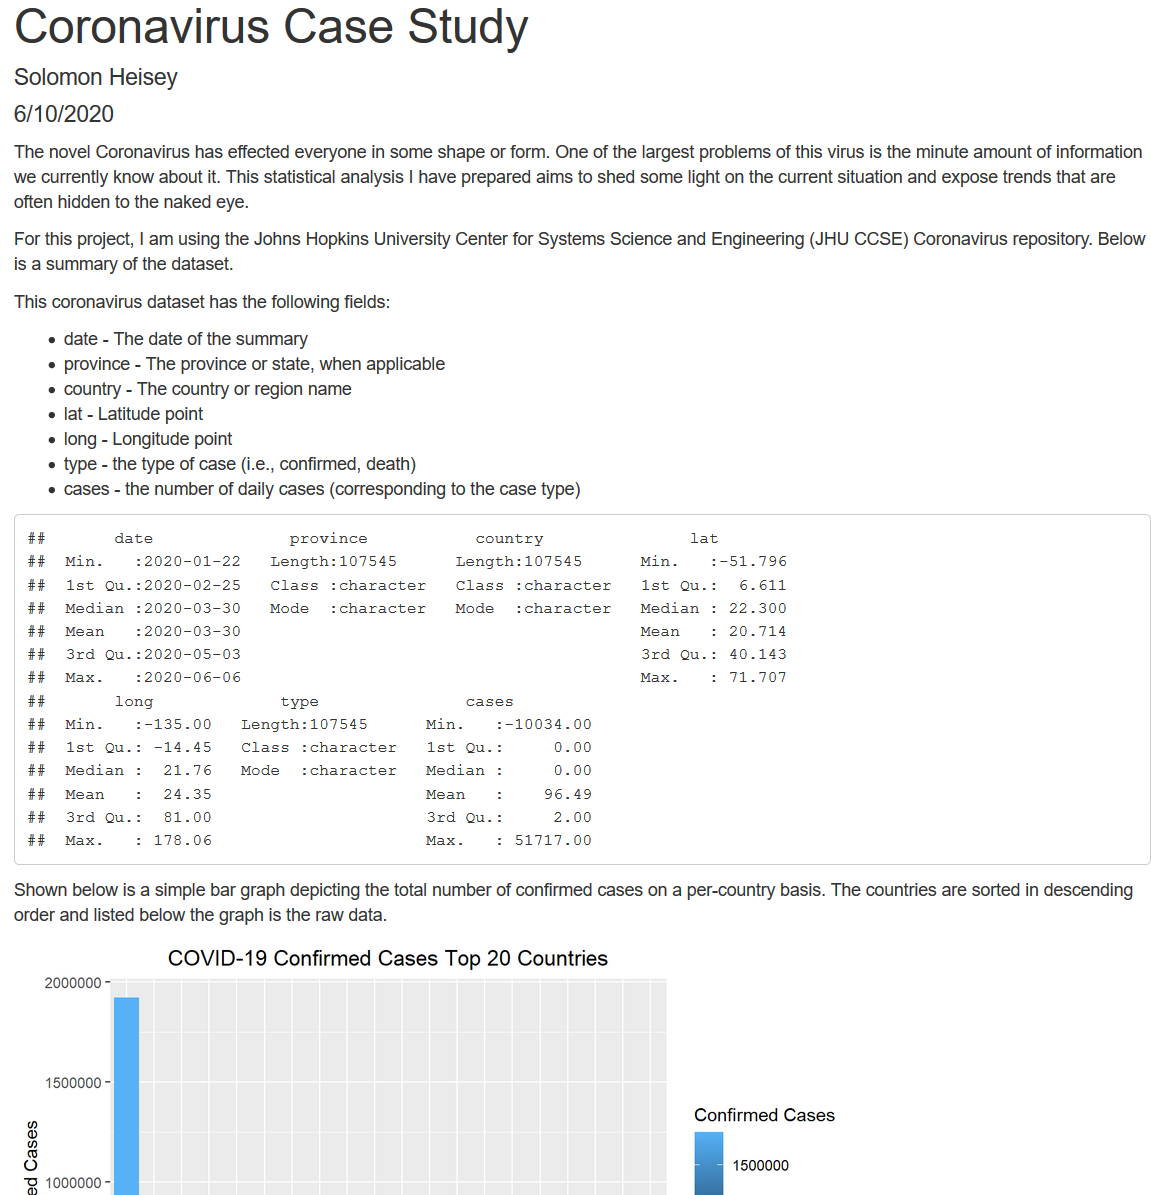 Coronavirus Case Study
Solomon Heisey
6/10/2020
The novel Coronavirus has effected everyone in some shape or form. One of the largest problems of this virus is the minute amount of information
we currently know about it. This statistical analysis I have prepared aims to shed some light on the current situation and expose trends that are
often hidden to the naked eye.
For this project, I am using the Johns Hopkins University Center for Systems Science and Engineering (JHU CCSE) Coronavirus repository. Below
is a summary of the dataset.
This coronavirus dataset has the following fields:
• date - The date of the summary
• province - The province or state, when applicable
• country - The country or region name
• lat - Latitude point
• long - Longitude point
• type - the type of case (i.e., confirmed, death)
• cases - the number of daily cases (corresponding to the case type)
##       date              province           country               lat
##  Min.   :2020-01-22   Length:107545      Length:107545      Min.   :-51.796
##  1st Qu.:2020-02-25   Class :character   Class :character   1st Qu.:  6.611
##  Median :2020-03-30   Mode  :character   Mode  :character   Median : 22.300
##  Mean   :2020-03-30                                         Mean   : 20.714
##  3rd Qu.:2020-05-03                                         3rd Qu.: 40.143
##  Max.   :2020-06-06                                         Max.   : 71.707
##       long             type               cases
##  Min.   :-135.00   Length:107545      Min.   :-10034.00
##  1st Qu.: -14.45   Class :character   1st Qu.:     0.00
##  Median :  21.76   Mode  :character   Median :     0.00
##  Mean   :  24.35                      Mean   :    96.49
##  3rd Qu.:  81.00                      3rd Qu.:     2.00
##  Max.   : 178.06                      Max.   : 51717.00
Shown below is a simple bar graph depicting the total number of confirmed cases on a per-country basis. The countries are sorted in descending
order and listed below the graph is the raw data.
COVID-19 Confirmed Cases Top 20 Countries
2000000
1500000
1000000
ed Cases
Confirmed Cases
1500000